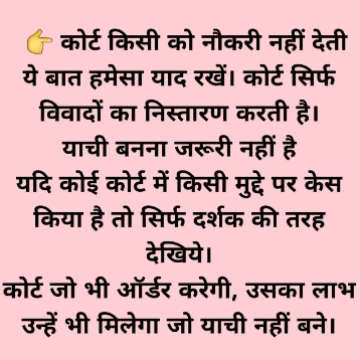 👉 कोर्ट किसी को नौकरी नहीं देती
ये बात हमेसा याद रखें। कोर्ट सिर्फ
विवादों का निस्तारण करती है।
याची बनना जरूरी नहीं है
यदि कोई कोर्ट में किसी मुद्दे पर केस
किया है तो सिर्फ दर्शक की तरह
देखिये।
कोर्ट जो भी ऑर्डर करेगी, उसका लाभ
उन्हें भी मिलेगा जो याची नहीं बने।